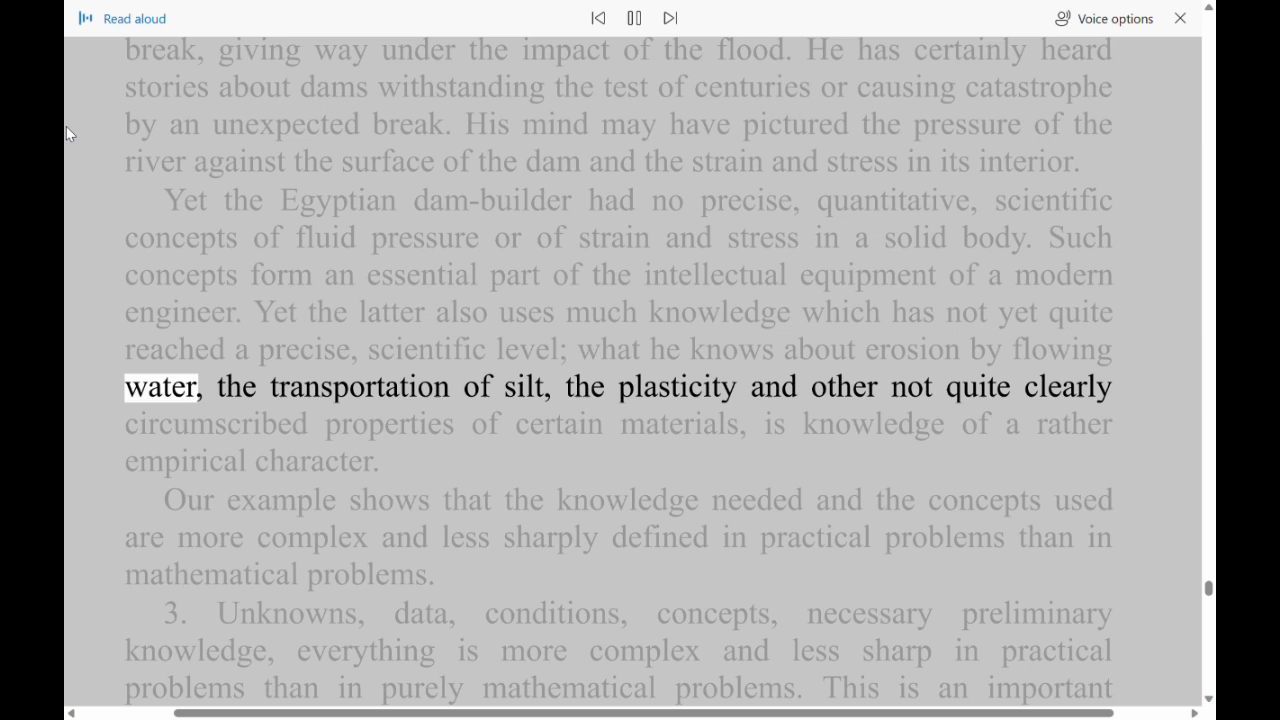 Read aloud
Voice options
break, giving way under the impact of the flood. He has certainly heard
stories about dams withstanding the test of centuries or causing catastrophe
by an unexpected break. His mind may have pictured the pressure of the
river against the surface of the dam and the strain and stress in its interior.
Yet the Egyptian dam-builder had no precise, quantitative, scientific
concepts of fluid pressure or of strain and stress in a solid body. Such
concepts form an essential part of the intellectual equipment of a modern
engineer. Yet the latter also uses much knowledge which has not yet quite
reached a precise, scientific level; what he knows about erosion by flowing
water, the transportation of silt, the plasticity and other not quite clearly
circumscribed properties of certain materials, is knowledge of a rather
empirical character.
Our example shows that the knowledge needed and the concepts used
are more complex and less sharply defined in practical problems than in
mathematical problems.
3. Unknowns, data, conditions, concepts, necessary preliminary
knowledge, everything is more complex and less sharp in practical
problems than in purely mathematical problems. This is an important